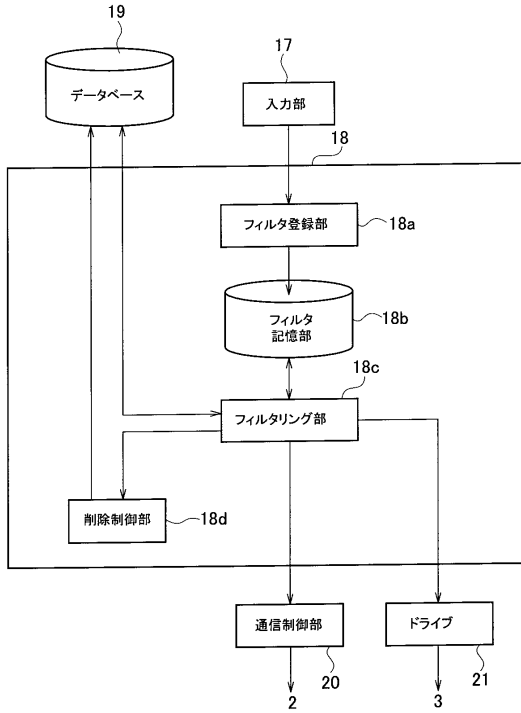 19
データベース
17
入力部
18
フィルタ登録部
18a
フィルタ
記憶部
18b
18c
フィルタリング部
削除制御部
18d
通信制御部
20
ドライブ
21
2
3